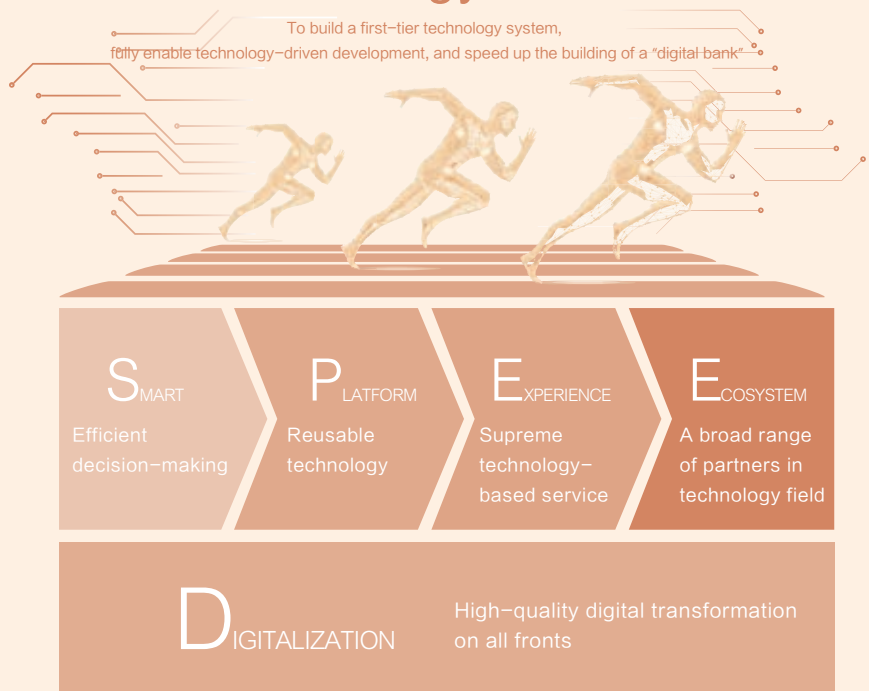 To build a first-tier technology system,
fully enable technology-driven development, and speed up the building of a "digital bank"
SMART
Efficient
decision-making
PLATFORM
Reusable
technology
EXPERIENCE
Supreme
technology-
based service
ECOSYSTEM
A broad range
of partners in
technology field
DIGITALIZATION
High-quality digital transformation
on all fronts